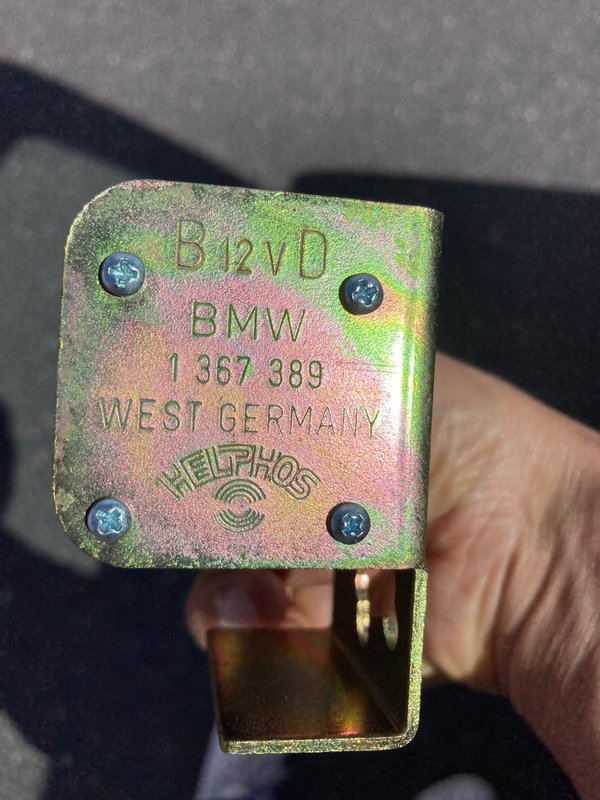 B 12 V D
BMW
1 367 389
WEST GERMANY
HELPHOS